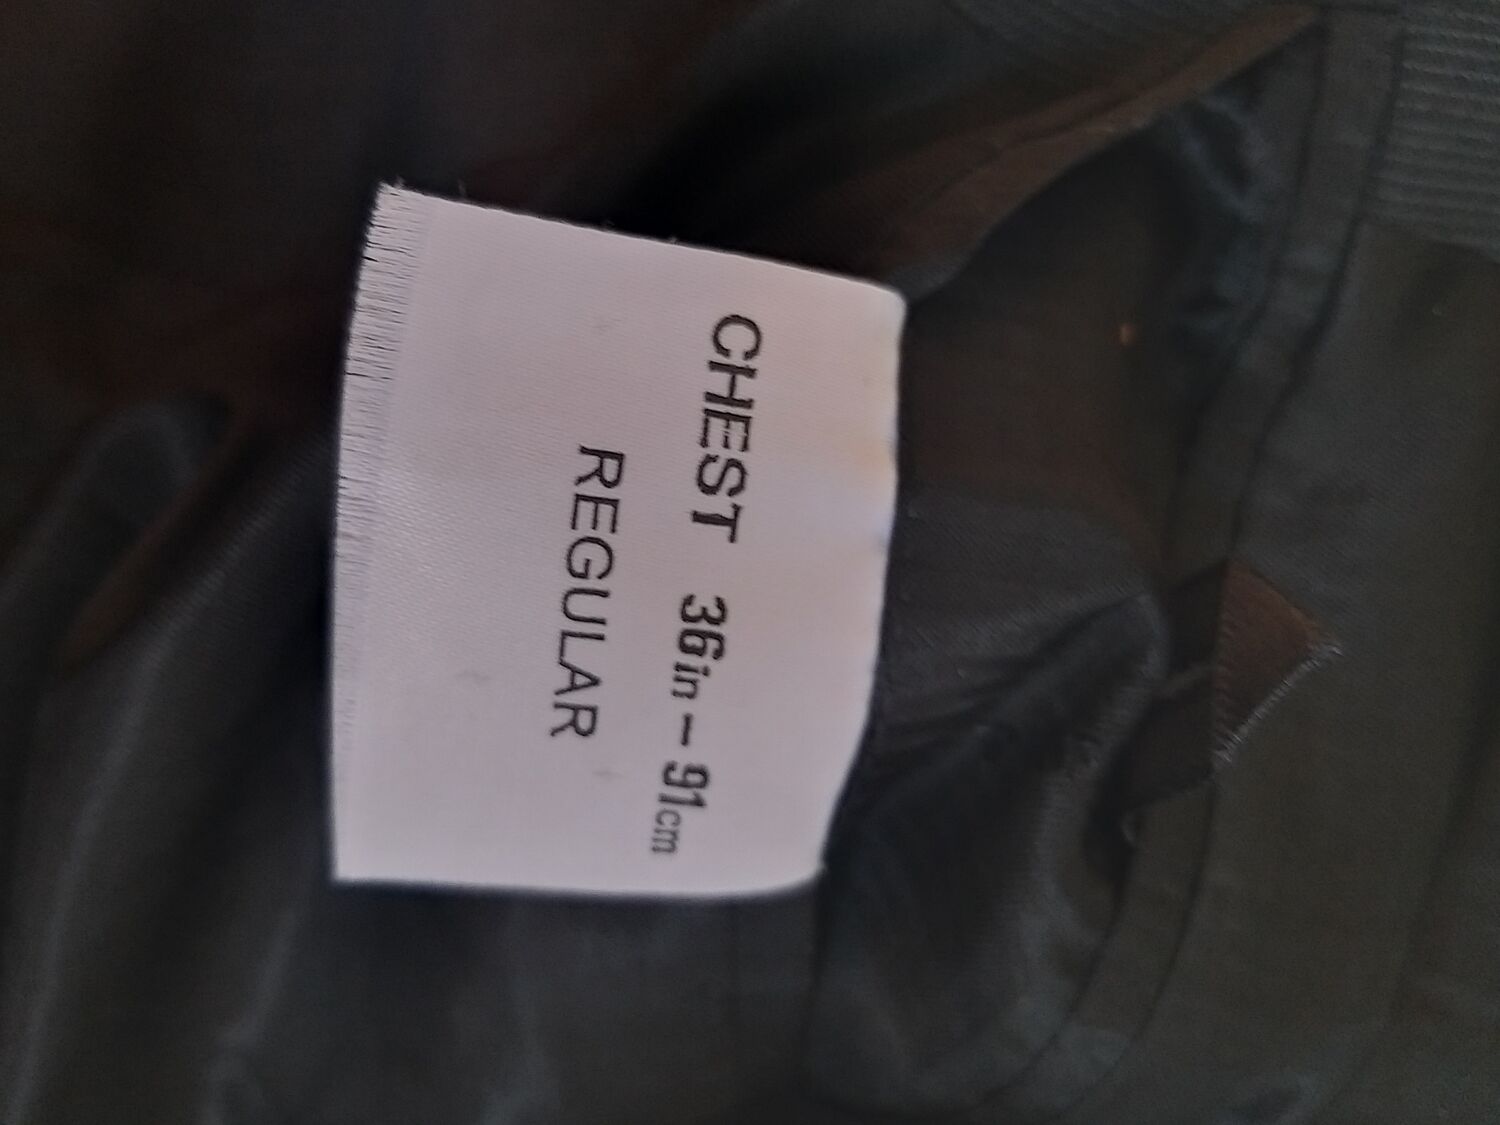 CHEST 36in - 91cm
REGULAR